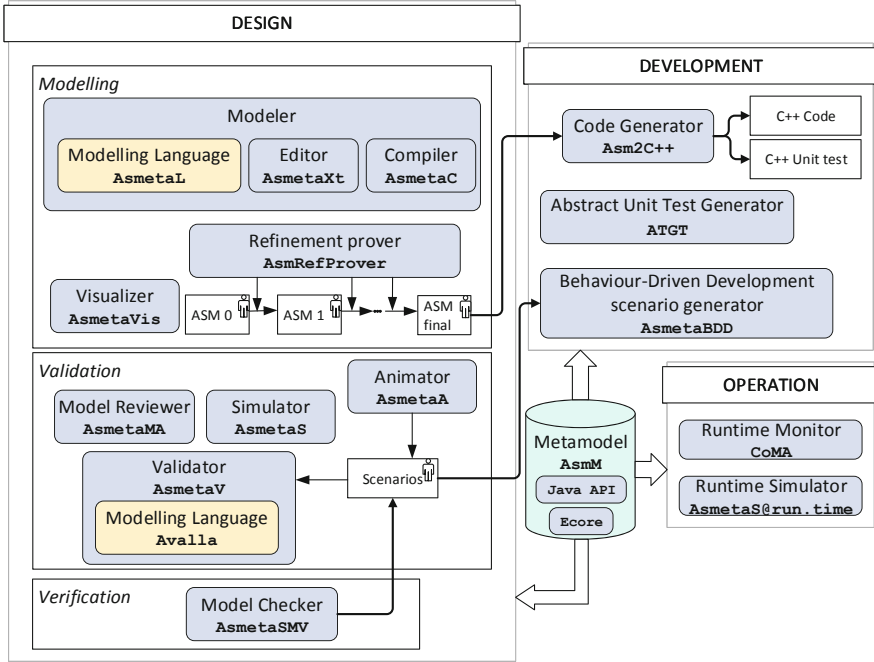 DESIGN
Modelling
Modeler
Modelling Language
AsmetaL
Editor
AsmetaXt
Compiler
AsmetaC
Refinement prover
AsmRefProver
Visualizer
AsmetaVis
ASM 0
ASM 1
...
ASM
final
Validation
Model Reviewer
AsmetaMA
Simulator
AsmetaS
Animator
AsmetaA
Validator
AsmetaV
Modelling Language
Avalla
Scenarios
Verification
Model Checker
AsmetaSMV
DEVELOPMENT
Code Generator
Asm2C++
C++ Code
C++ Unit test
Abstract Unit Test Generator
ATGT
Behaviour-Driven Development
scenario generator
AsmetaBDD
Metamodel
AsmM
Java API
Ecore
OPERATION
Runtime Monitor
CoMA
Runtime Simulator
AsmetaS@run.time